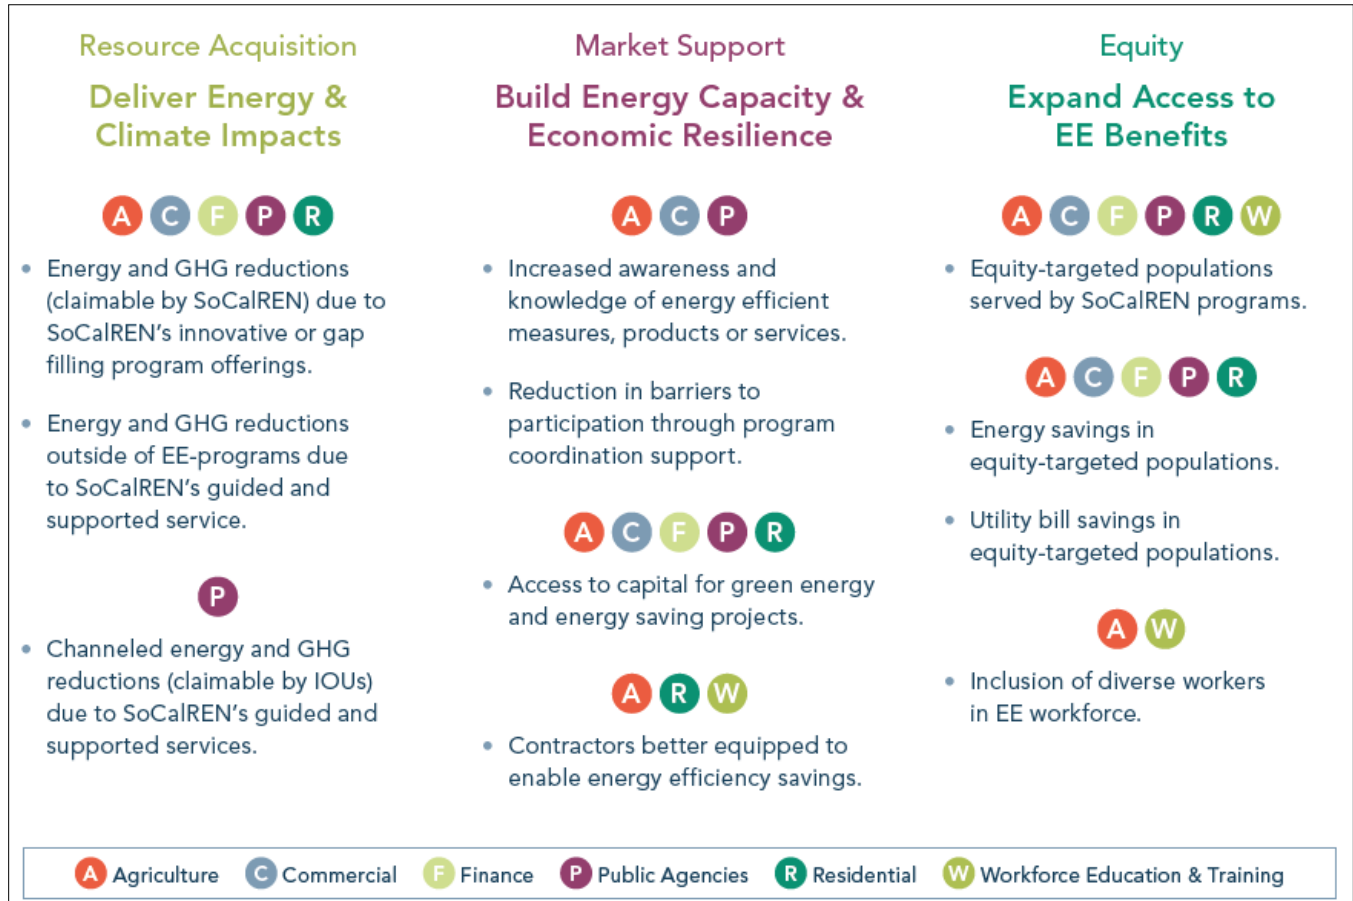 Resource Acquisition
Deliver Energy &
Climate Impacts
A C F P R
• Energy and GHG reductions
(claimable by SoCalREN) due to
SoCalREN's innovative or gap
filling program offerings.
• Energy and GHG reductions
outside of EE-programs due
to SoCalREN's guided and
supported service.
P
• Channeled energy and GHG
reductions (claimable by IOUs)
due to SoCalREN's guided and
supported services.
Market Support
Build Energy Capacity &
Economic Resilience
A C P
• Increased awareness and
knowledge of energy efficient
measures, products or services.
• Reduction in barriers to
participation through program
coordination support.
A C F P R
• Access to capital for green energy
and energy saving projects.
A R W
• Contractors better equipped to
enable energy efficiency savings.
Equity
Expand Access to
EE Benefits
A C F P R W
• Equity-targeted populations
served by SoCalREN programs.
A C F P R
• Energy savings in
equity-targeted populations.
• Utility bill savings in
equity-targeted populations.
A W
• Inclusion of diverse workers
in EE workforce.
A Agriculture C Commercial F Finance P Public Agencies R Residential W Workforce Education & Training